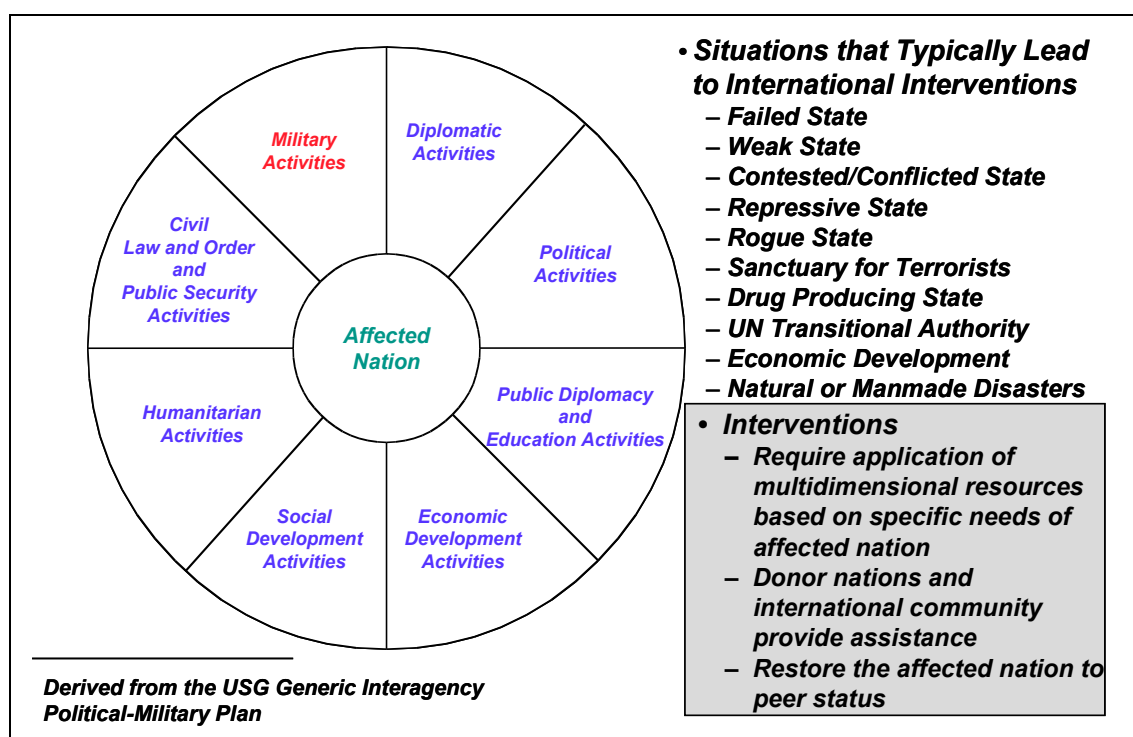 Military
Activities
Diplomatic
Activities
Political
Activities
Public Diplomacy
and
Education Activities
Economic
Development
Activities
Social
Development
Activities
Humanitarian
Activities
Civil
Law and Order
and
Public Security
Activities
Affected
Nation
Derived from the USG Generic Interagency
Political-Military Plan
• Situations that Typically Lead
to International Interventions
– Failed State
– Weak State
– Contested/Conflicted State
– Repressive State
– Rogue State
– Sanctuary for Terrorists
– Drug Producing State
– UN Transitional Authority
– Economic Development
– Natural or Manmade Disasters
• Interventions
– Require application of
multidimensional resources
based on specific needs of
affected nation
– Donor nations and
international community
provide assistance
– Restore the affected nation to
peer status